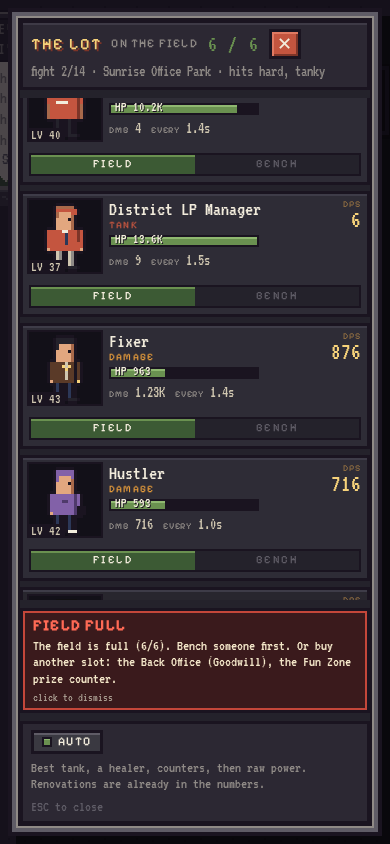 THE LOT ON THE FIELD 6 / 6 ✕
fight 2/14 · Sunrise Office Park · hits hard, tanky
LV 40
HP 10.2K
DMG 4 EVERY 1.4s
FIELD BENCH
District LP Manager
TANK
HP 13.6K
DMG 9 EVERY 1.5s
DPS
6
LV 37
FIELD BENCH
Fixer
DAMAGE
HP 963
DMG 1.23K EVERY 1.4s
DPS
876
LV 43
FIELD BENCH
Hustler
DAMAGE
HP 593
DMG 716 EVERY 1.0s
DPS
716
LV 42
FIELD BENCH
FIELD FULL
The field is full (6/6). Bench someone first. Or buy
another slot: the Back Office (Goodwill), the Fun Zone
prize counter.
click to dismiss
AUTO
Best tank, a healer, counters, then raw power.
Renovations are already in the numbers.
ESC to close